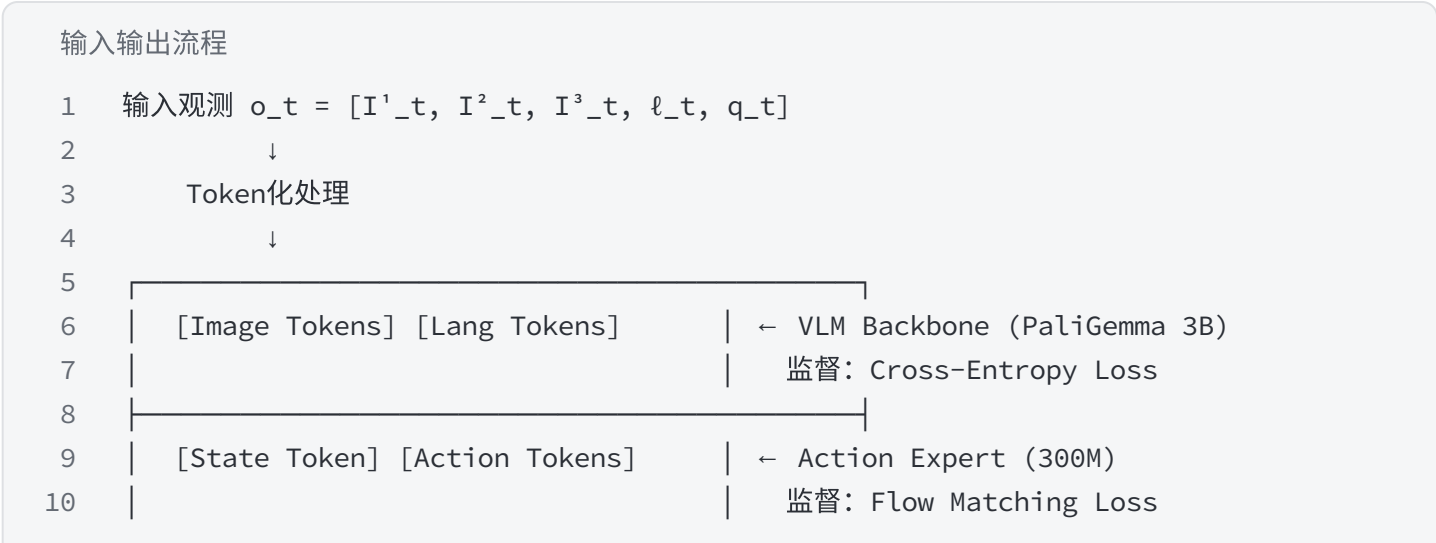 输入输出流程
1 输入观测 o_t = [I¹_t, I²_t, I³_t, ℓ_t, q_t]
2 ↓
3 Token化处理
4 ↓
5 ┌─────────────────────────────────────────────┐
6 │ [Image Tokens] [Lang Tokens] │ ← VLM Backbone (PaliGemma 3B)
7 │ │ 监督：Cross-Entropy Loss
8 ├─────────────────────────────────────────────┤
9 │ [State Token] [Action Tokens] │ ← Action Expert (300M)
10 │ │ 监督：Flow Matching Loss